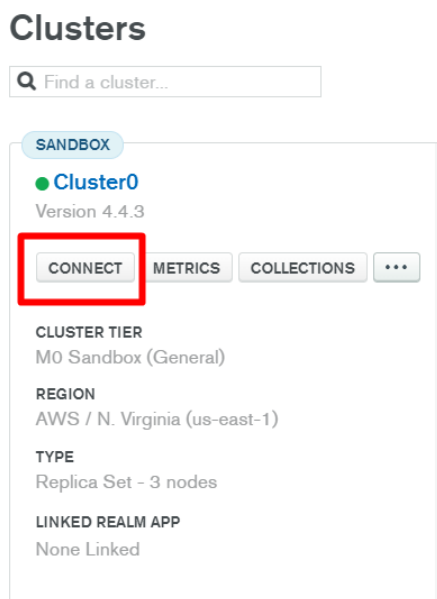 Clusters
Find a cluster...
SANDBOX
Cluster0
Version 4.4.3
CONNECT METRICS COLLECTIONS ...
CLUSTER TIER
M0 Sandbox (General)
REGION
AWS / N. Virginia (us-east-1)
TYPE
Replica Set - 3 nodes
LINKED REALM APP
None Linked